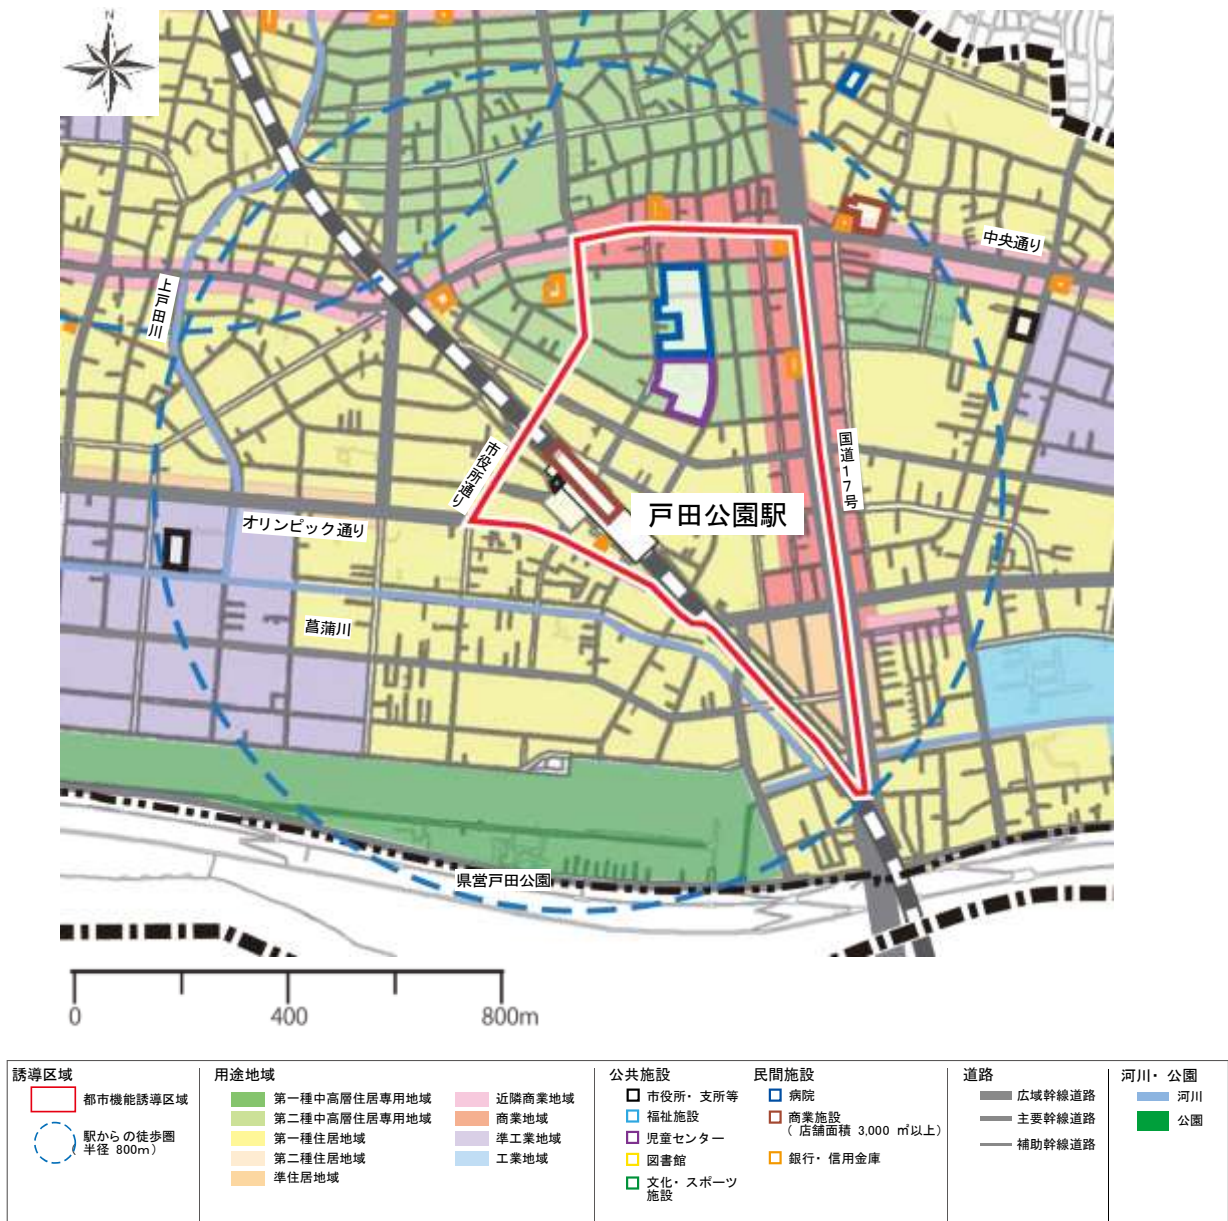 N
中央通り
上戸田川
市役所通り
国道17号
戸田公園駅
オリンピック通り
菖蒲川
県営戸田公園
0 400 800m
誘導区域
都市機能誘導区域
駅からの徒歩圏
半径 800m）
用途地域
第一種中高層住居専用地域
第二種中高層住居専用地域
第一種住居地域
第二種住居地域
準住居地域
近隣商業地域
商業地域
準工業地域
工業地域
公共施設
市役所・支所等
福祉施設
児童センター
図書館
文化・スポーツ
施設
民間施設
病院
商業施設
（ 店舗面積 3,000 ㎡以上）
銀行・信用金庫
道路
広域幹線道路
主要幹線道路
補助幹線道路
河川・公園
河川
公園